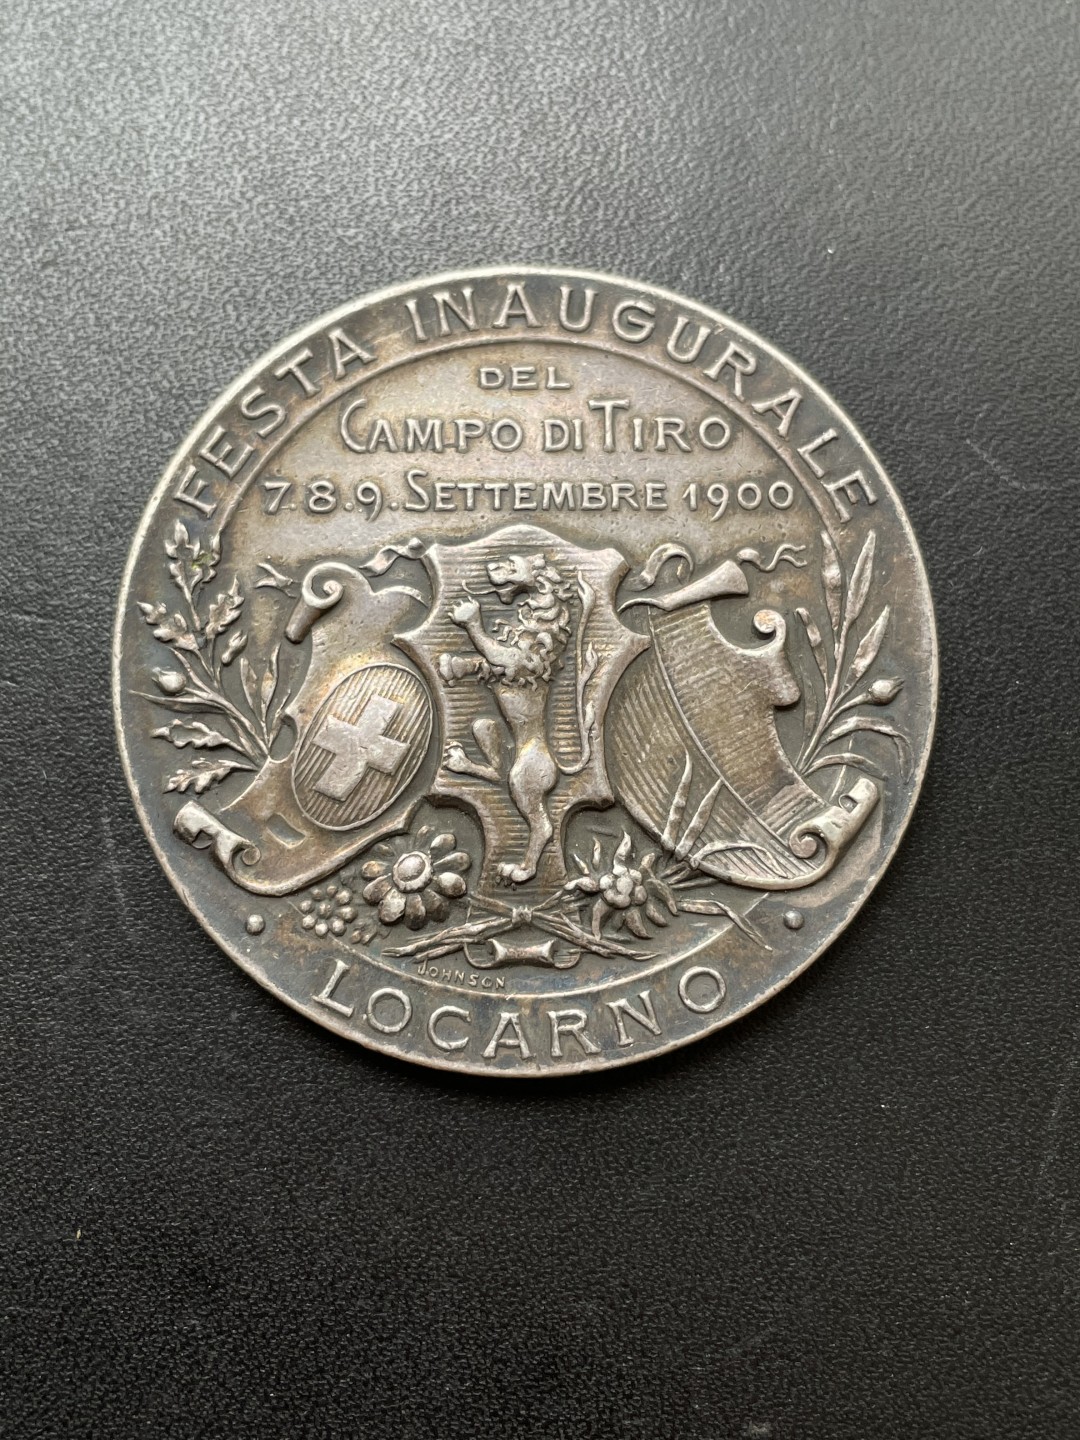 FESTA INAUGURALE
DEL
CAMPO DI TIRO
7.8.9. SETTEMBRE 1900
JOHNSON
LOCARNO